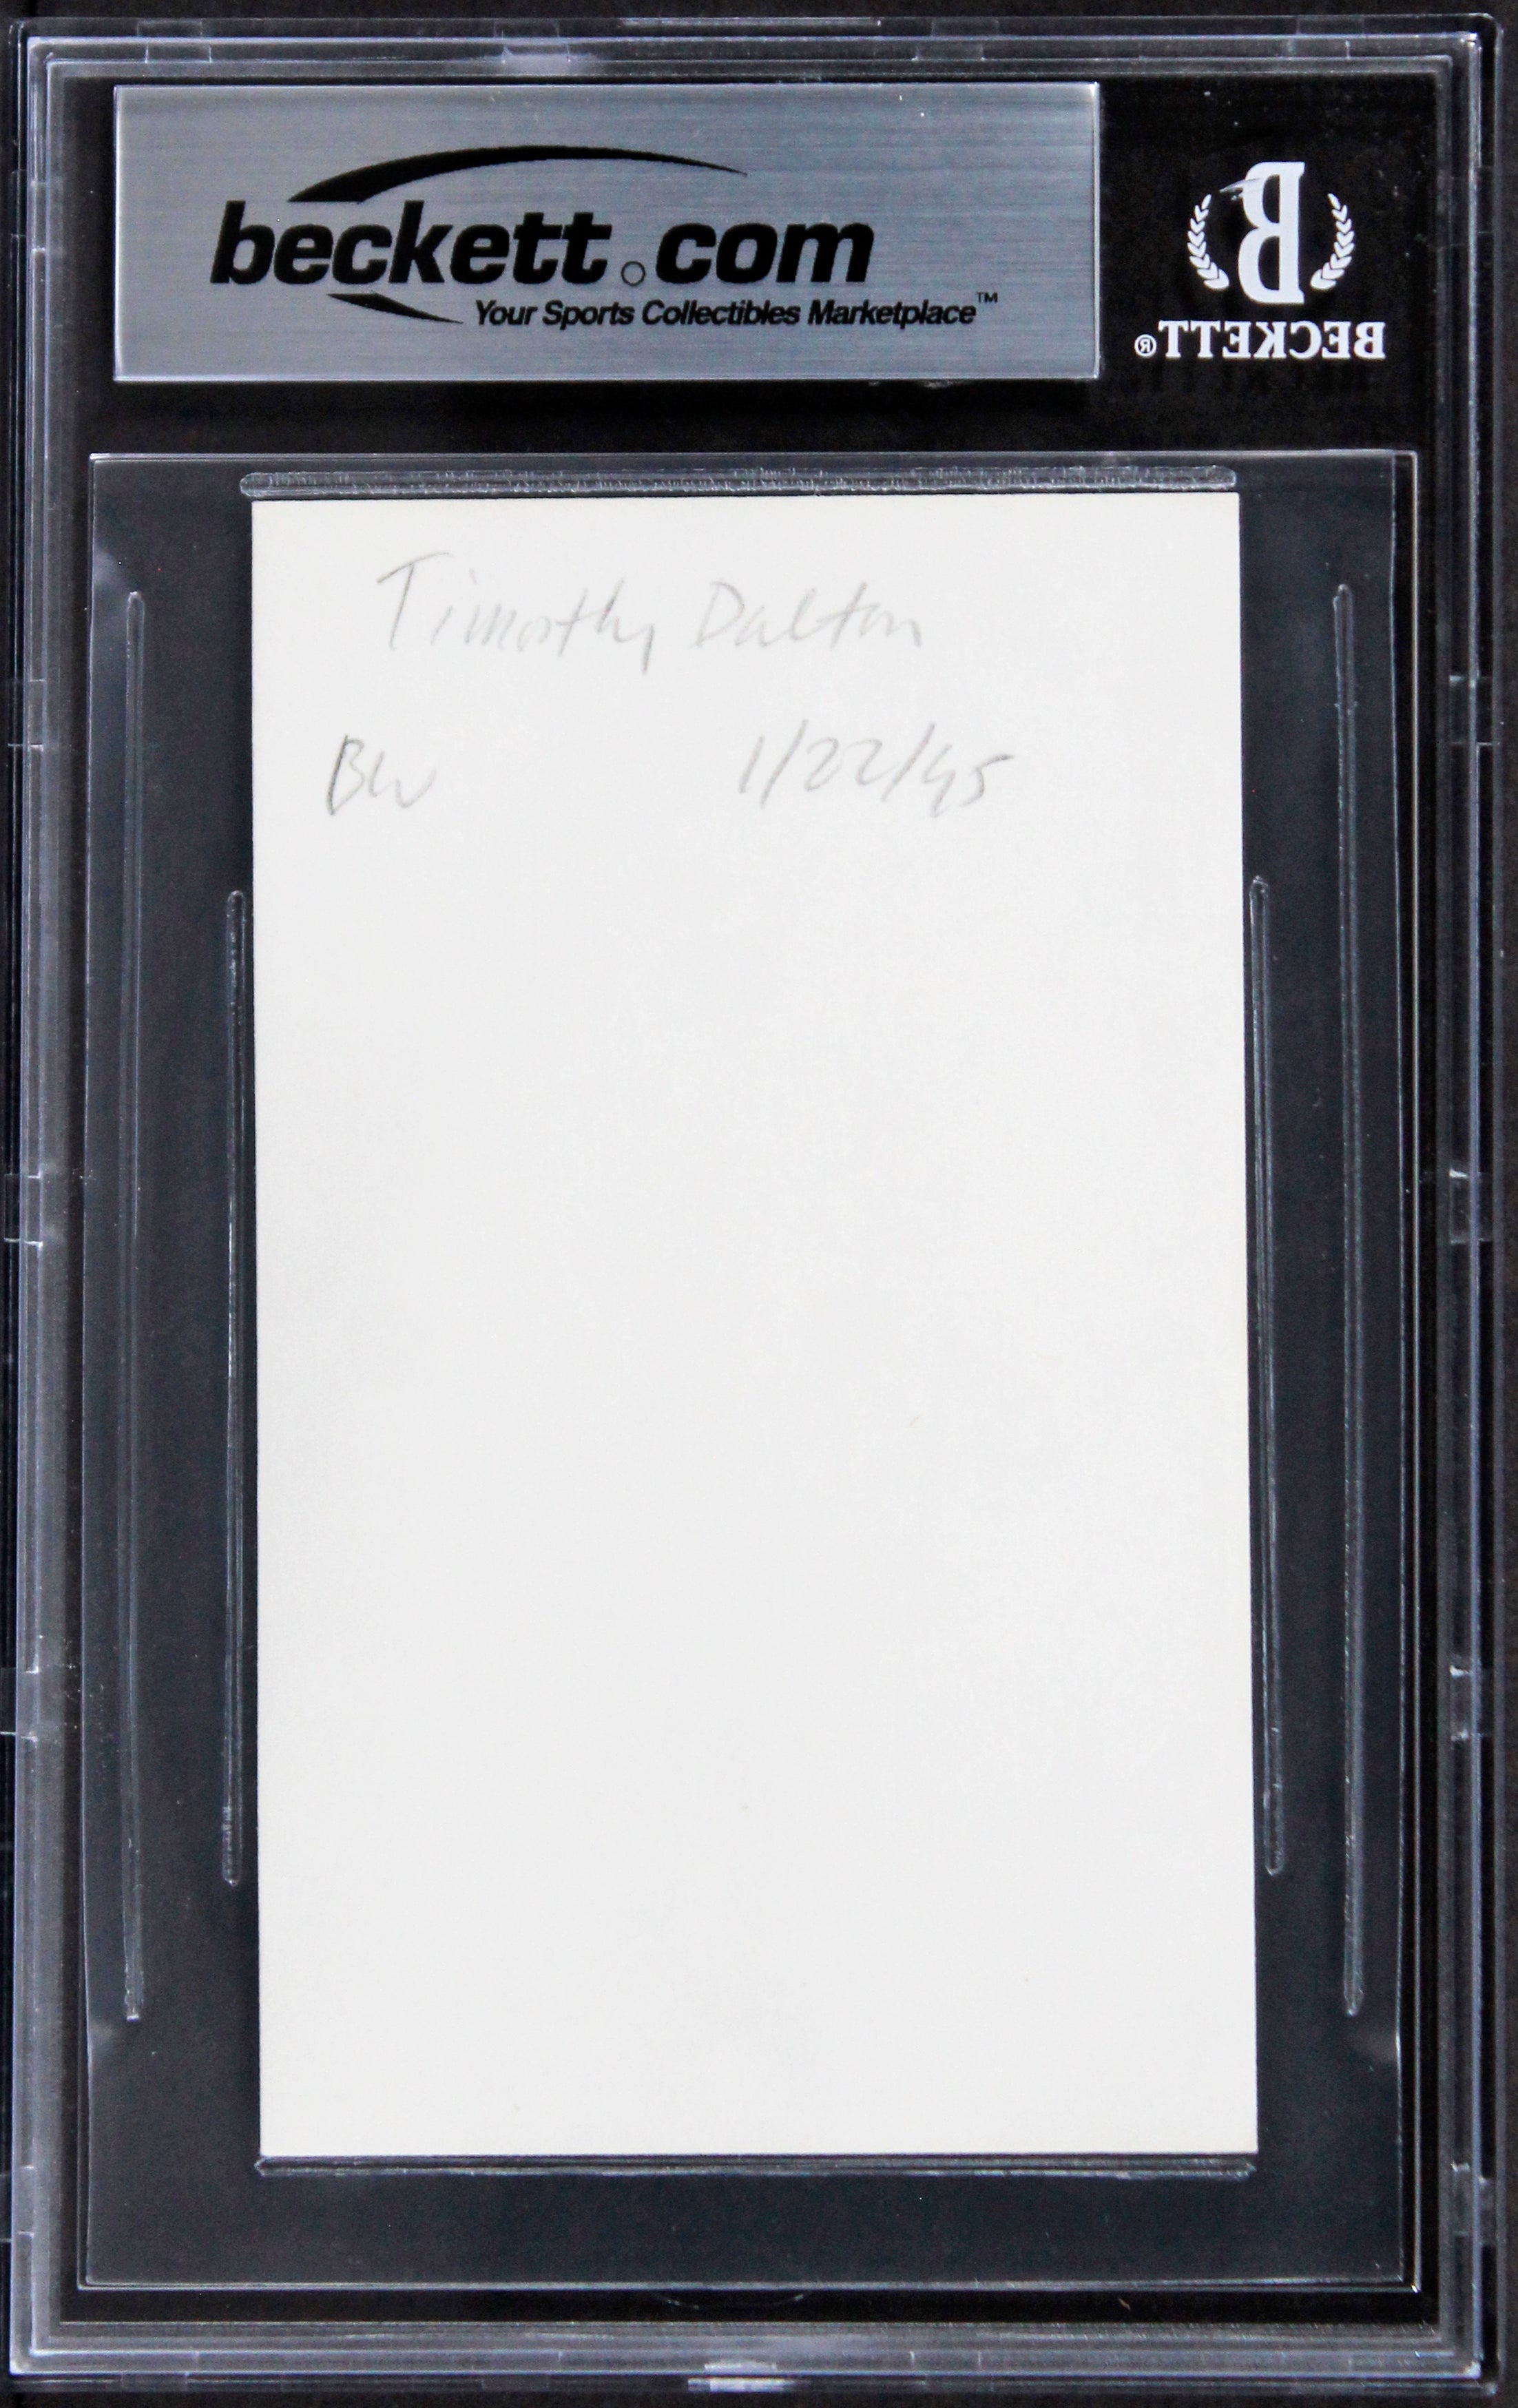 beckett.com
Your Sports Collectibles Marketplace™
B
BECKETT®
Timothy Dalton
BW 1/22/95